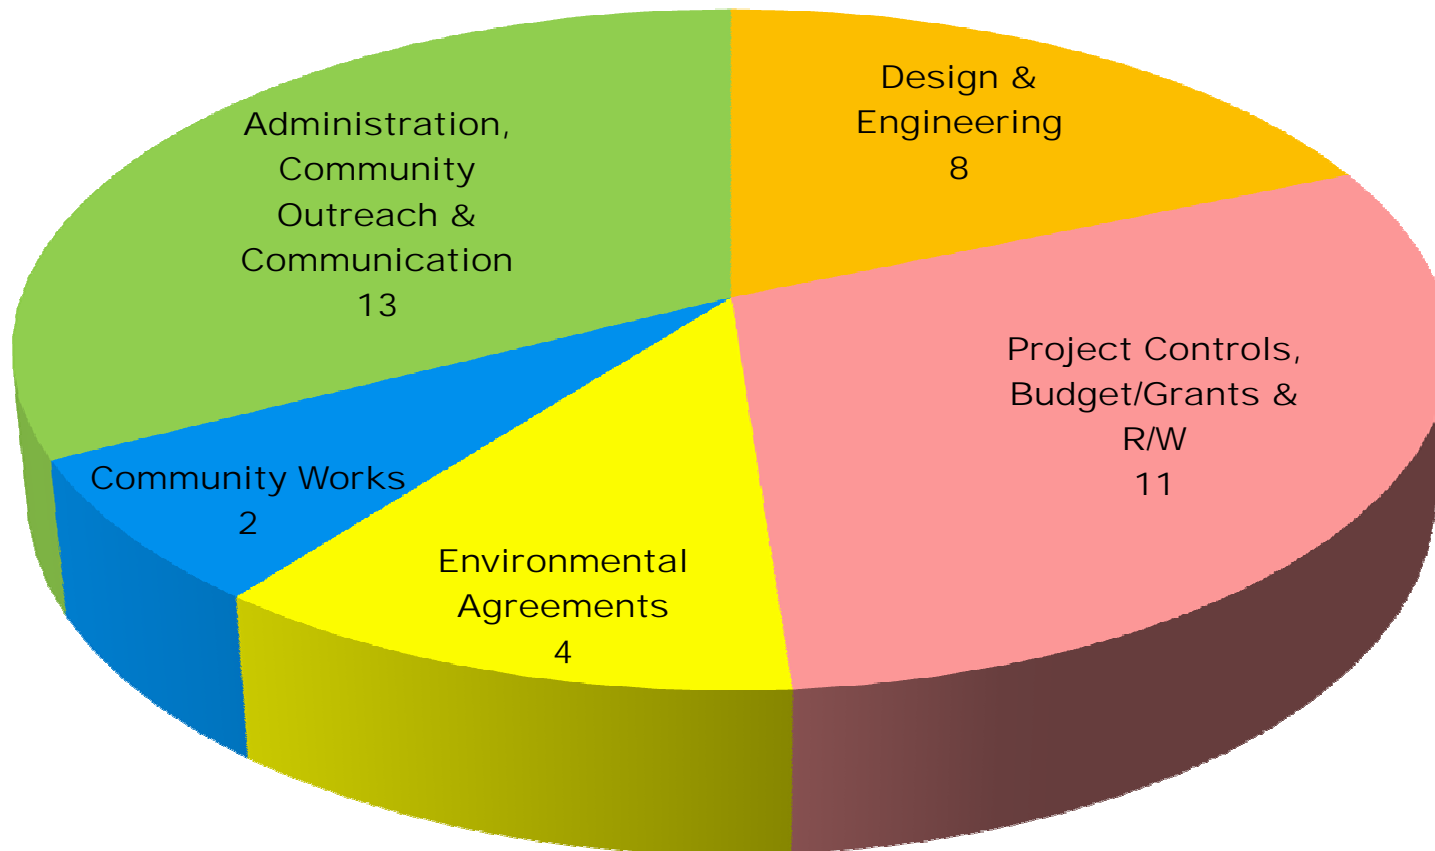 Design &
Engineering
8
Administration,
Community
Outreach &
Communication
13
Project Controls,
Budget/Grants &
R/W
11
Community Works
2
Environmental
Agreements
4